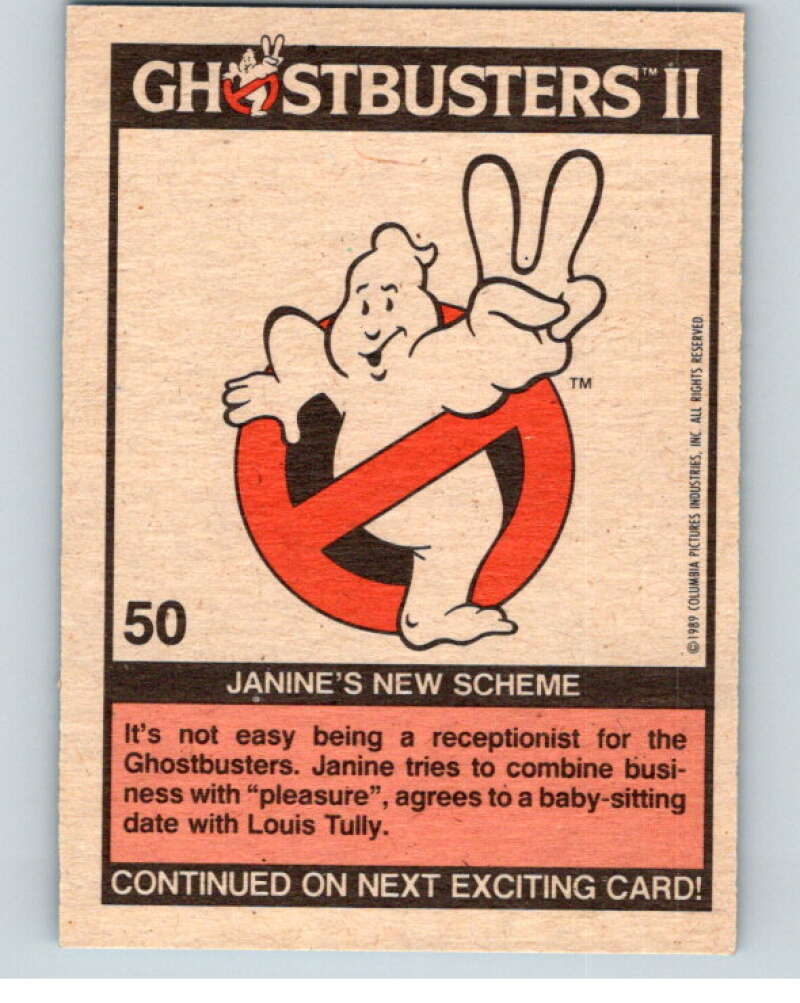 GHOSTBUSTERS™ II
TM
©1989 COLUMBIA PICTURES INDUSTRIES, INC. ALL RIGHTS RESERVED.
50
JANINE'S NEW SCHEME
It's not easy being a receptionist for the
Ghostbusters. Janine tries to combine busi-
ness with "pleasure", agrees to a baby-sitting
date with Louis Tully.
CONTINUED ON NEXT EXCITING CARD!